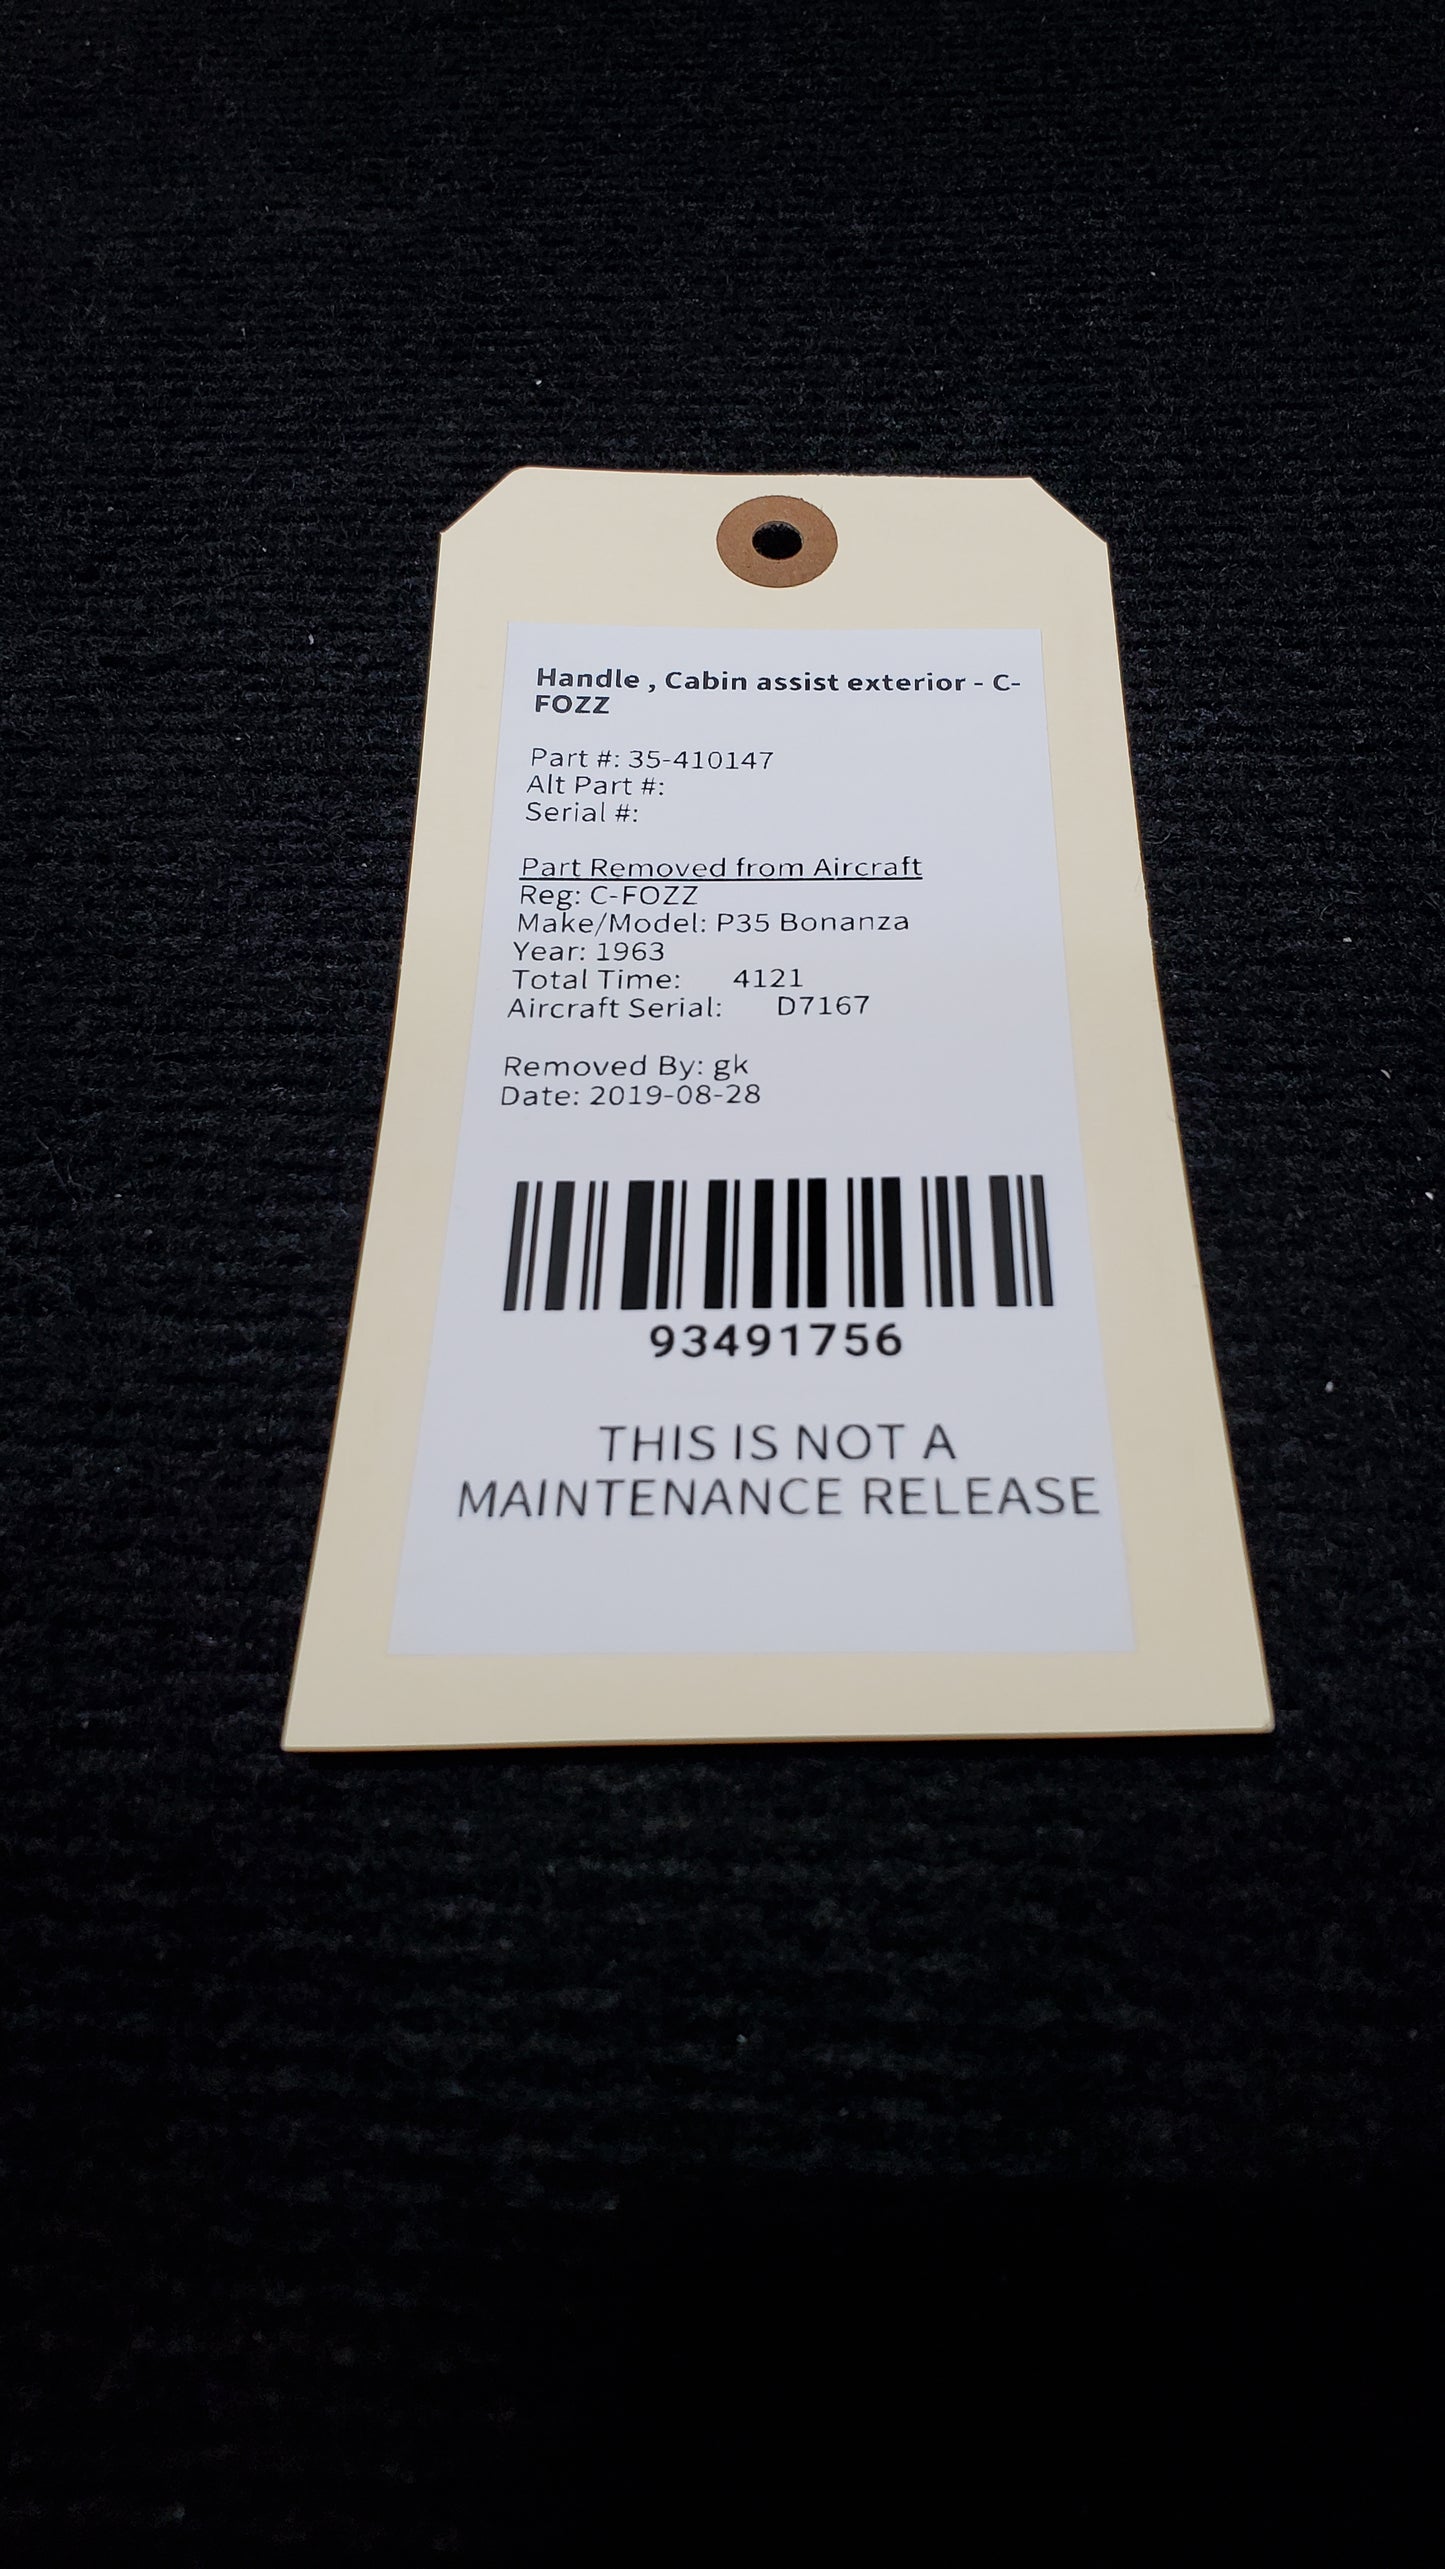 Handle , Cabin assist exterior - C-
FOZZ
Part #: 35-410147
Alt Part #:
Serial #:
Part Removed from Aircraft
Reg: C-FOZZ
Make/Model: P35 Bonanza
Year: 1963
Total Time: 4121
Aircraft Serial: D7167
Removed By: gk
Date: 2019-08-28
93491756
THIS IS NOT A
MAINTENANCE RELEASE